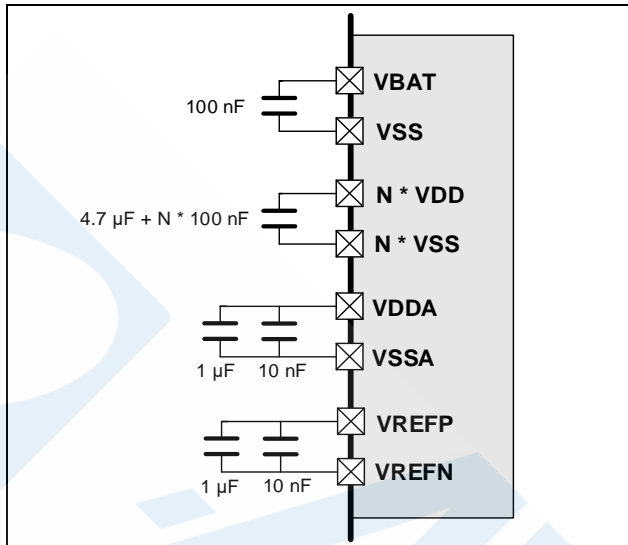 VBAT
100 nF
VSS
N * VDD
4.7 µF + N * 100 nF
N * VSS
VDDA
1 µF 10 nF
VSSA
VREFP
1 µF 10 nF
VREFN